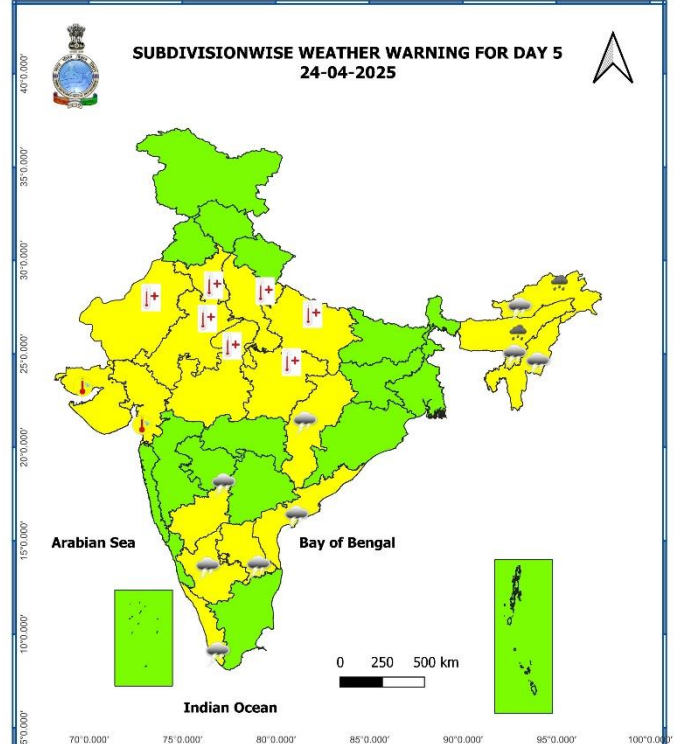 SUBDIVISIONWISE WEATHER WARNING FOR DAY 5
24-04-2025
40°0.000'
35°0.000'
30°0.000'
25°0.000'
20°0.000'
15°0.000'
10°0.000'
5°0.000'
Arabian Sea
Bay of Bengal
0 250 500 km
Indian Ocean
70°0.000' 75°0.000' 80°0.000' 85°0.000' 90°0.000' 95°0.000' 100°0.000'